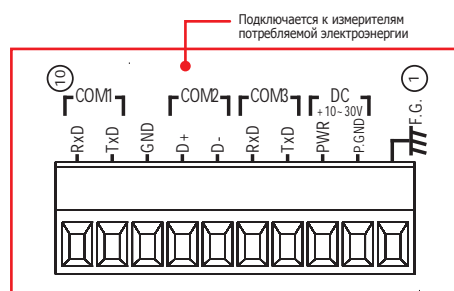 Подключается к измерителям
потребляемой электроэнергии
10
1
COM1
COM2
COM3
DC
+10~30V
RxD
TxD
GND
D+
D-
RxD
TxD
PWR
P.GND
F.G.